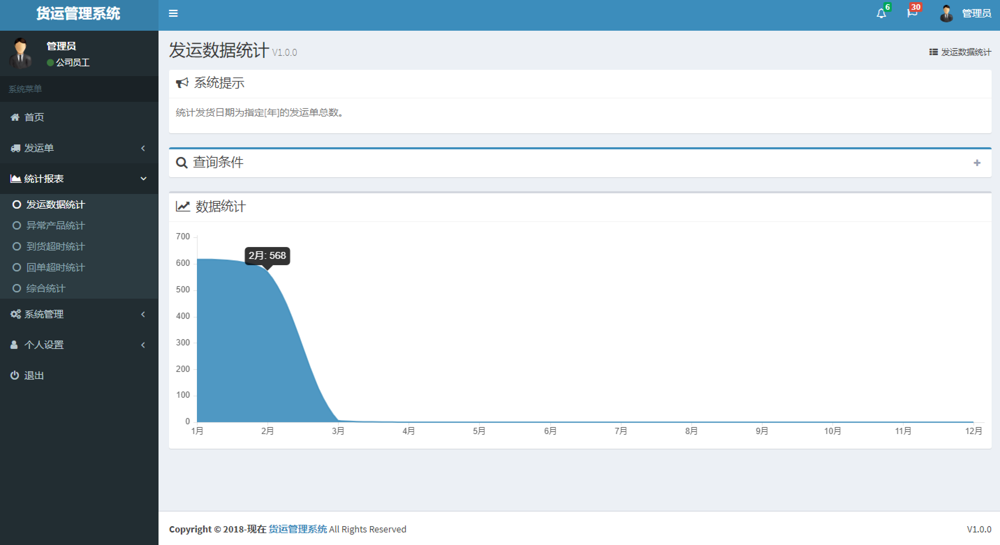 货运管理系统
6
30
管理员
管理员
公司员工
系统菜单
首页
发运单
统计报表
发运数据统计
异常产品统计
到货超时统计
回单超时统计
综合统计
系统管理
个人设置
退出
发运数据统计 V1.0.0
发运数据统计
系统提示
统计发货日期为指定[年]的发运单总数。
查询条件
数据统计
700
600
500
400
300
200
100
0
2月: 568
1月 2月 3月 4月 5月 6月 7月 8月 9月 10月 11月 12月
Copyright © 2018-现在 货运管理系统 All Rights Reserved
V1.0.0